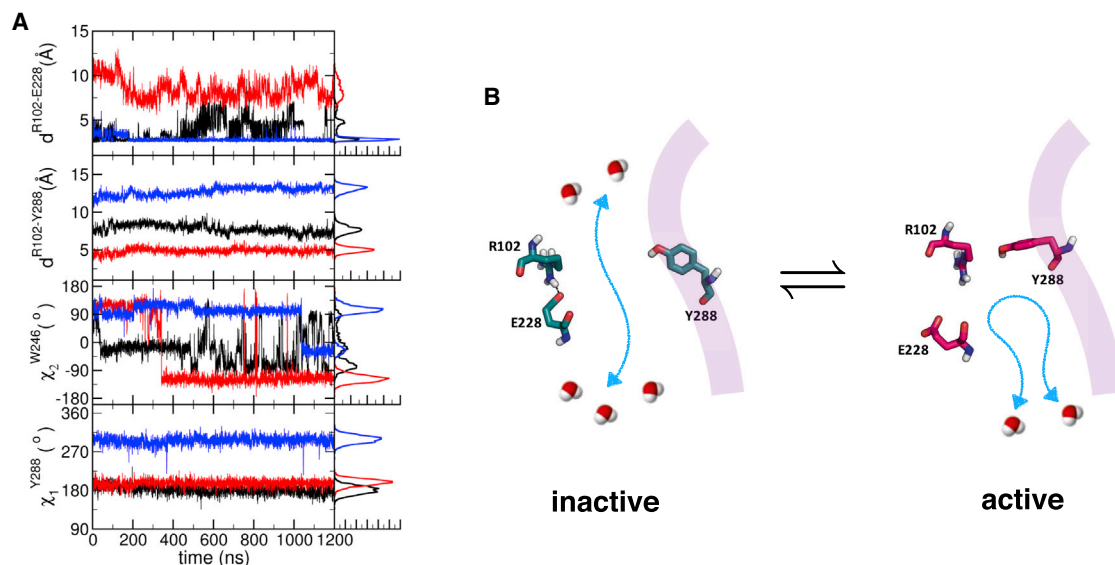 A
15
10
5
d^R102-E228 (Å)
15
10
5
0
d^R102-Y288 (Å)
180
90
0
-90
-180
χ₂^W246 (°)
360
270
180
90
χ₁^Y288 (°)
0 200 400 600 800 1000 1200
time (ns)
B
R102
E228
Y288
inactive
R102
Y288
E228
active